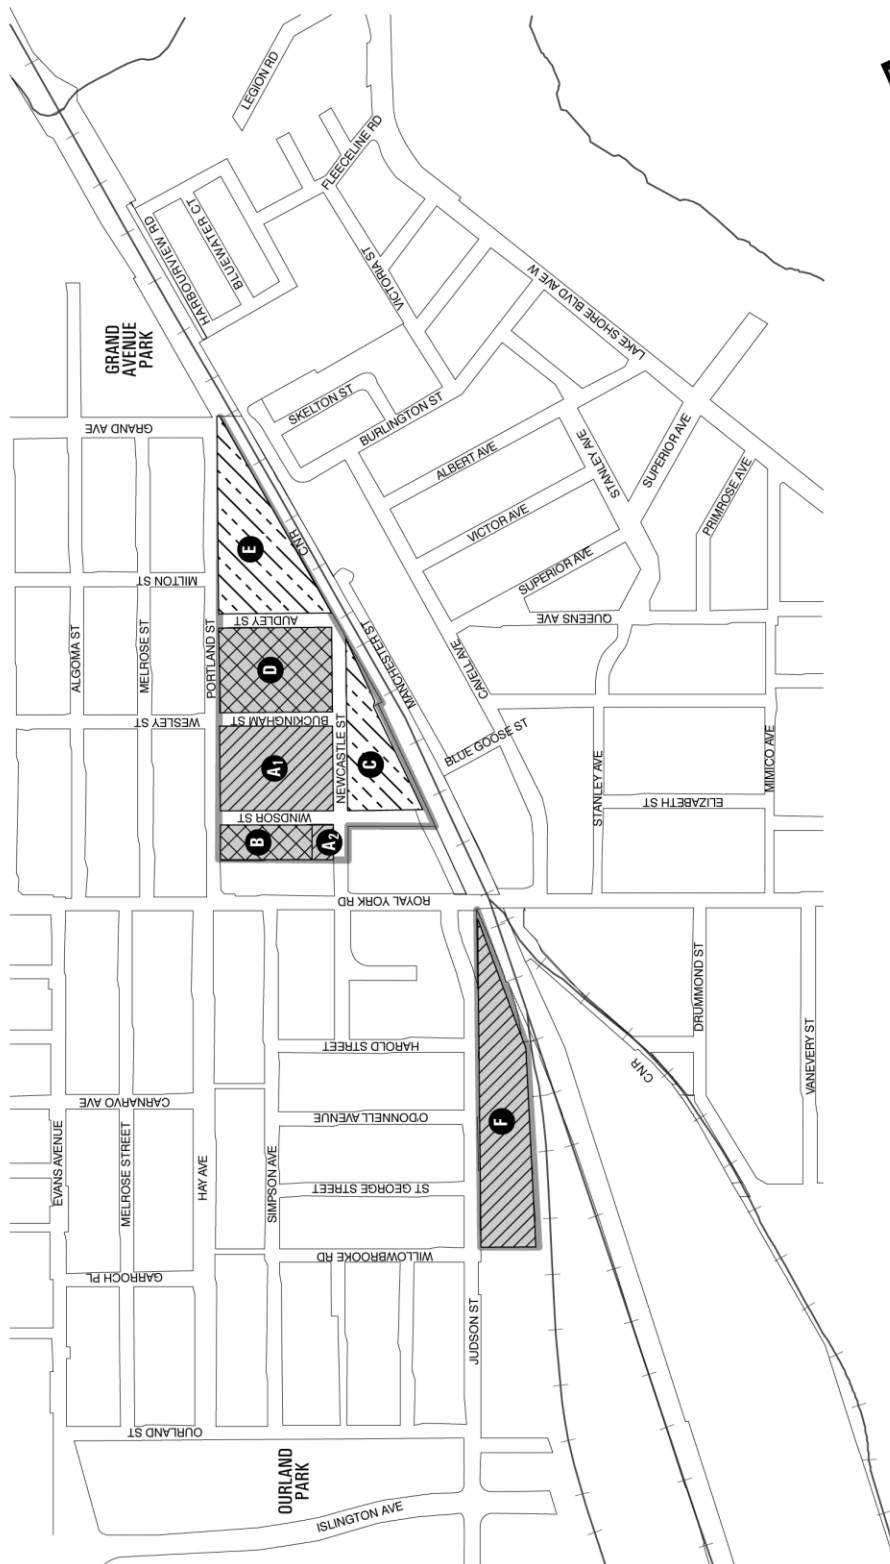 LEGION RD
FLEECELINE RD
HARBOURVIEW RD
BLUEWATER CT
VICTORIA ST
LAKE SHORE BLVD AVE W
GRAND
AVENUE
PARK
GRAND AVE
SKELTON ST
BURLINGTON ST
ALBERT AVE
STANLEY AVE
SUPERIOR AVE
PRIMROSE AVE
VICTOR AVE
SUPERIOR AVE
QUEENS AVE
E
CNR
MILTON ST
AUDLEY ST
ALGOMA ST
MELROSE ST
PORTLAND ST
D
MANCHESTER ST
CAVELL AVE
WESLEY ST
BUCKINGHAM ST
NEWCASTLE ST
A1
C
BLUE GOOSE ST
STANLEY AVE
ELIZABETH ST
MIMICO AVE
WINDSOR ST
B
A2
ROYAL YORK RD
DRUMMOND ST
VANEVERY ST
CNR
HAROLD STREET
CARNARVO AVE
O'DONNELL AVENUE
F
EVANS AVENUE
MELROSE STREET
HAY AVE
SIMPSON AVE
ST GEORGE STREET
WILLOWBROOKE RD
GARROCH PL
JUDSON ST
OURLAND ST
OURLAND
PARK
ISLINGTON AVE